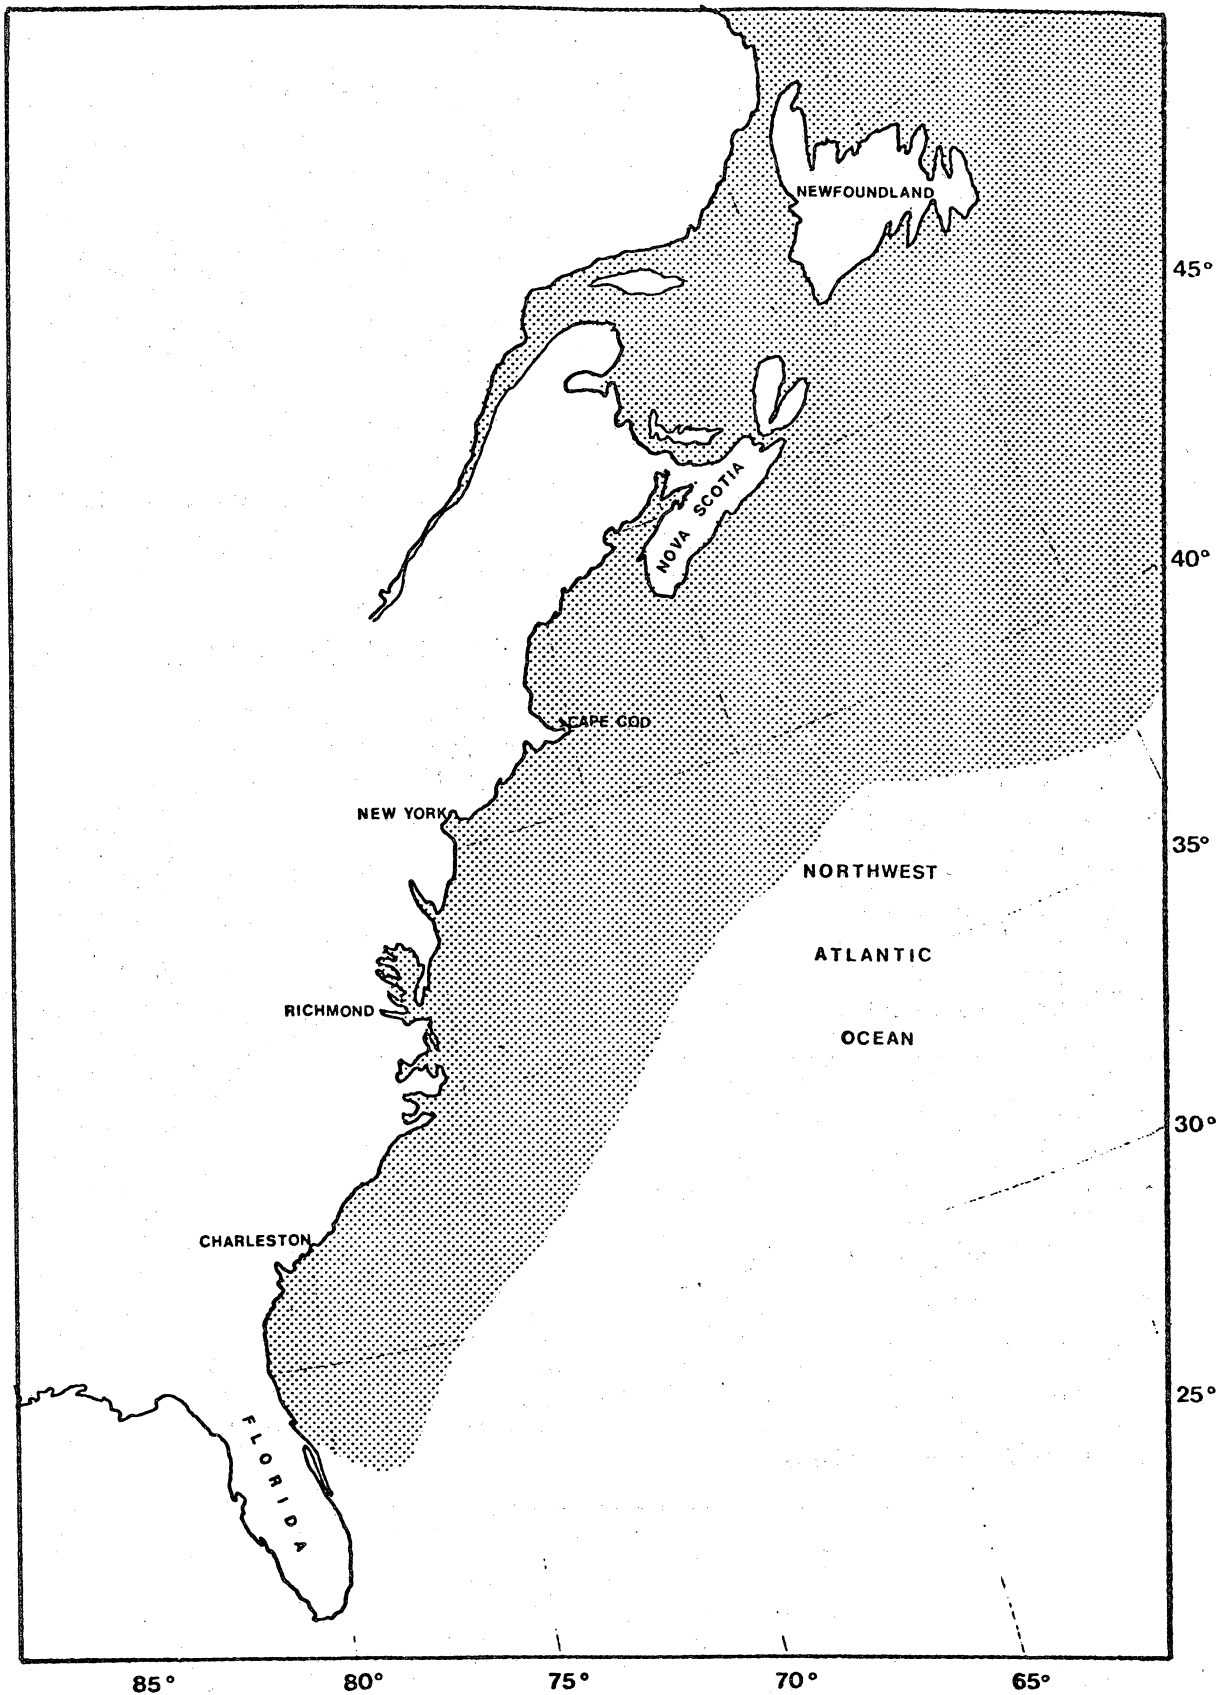 NEWFOUNDLAND
45°
NOVA SCOTIA
40°
CAPE COD
NEW YORK
35°
NORTHWEST
ATLANTIC
OCEAN
RICHMOND
30°
CHARLESTON
25°
FLORIDA
85° 80° 75° 70° 65°